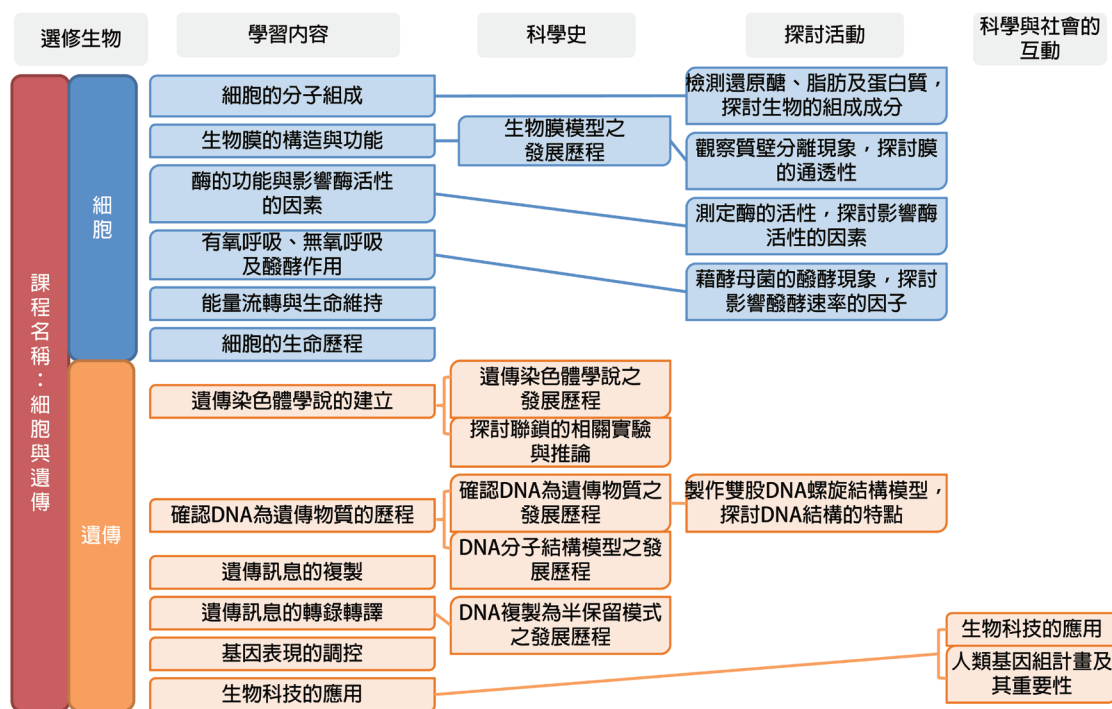 選修生物
學習內容
科學史
探討活動
科學與社會的
互動
課程名稱：細胞與遺傳
細胞
細胞的分子組成
檢測還原醣、脂肪及蛋白質，
探討生物的組成成分
生物膜的構造與功能
生物膜模型之
發展歷程
觀察質壁分離現象，探討膜
的通透性
酶的功能與影響酶活性
的因素
測定酶的活性，探討影響酶
活性的因素
有氧呼吸、無氧呼吸
及醱酵作用
藉酵母菌的醱酵現象，探討
影響醱酵速率的因子
能量流轉與生命維持
細胞的生命歷程
遺傳
遺傳染色體學說的建立
遺傳染色體學說之
發展歷程
探討聯鎖的相關實驗
與推論
確認DNA為遺傳物質的歷程
確認DNA為遺傳物質之
發展歷程
製作雙股DNA螺旋結構模型，
探討DNA結構的特點
DNA分子結構模型之發
展歷程
遺傳訊息的複製
遺傳訊息的轉錄轉譯
DNA複製為半保留模式
之發展歷程
基因表現的調控
生物科技的應用
生物科技的應用
人類基因組計畫及
其重要性